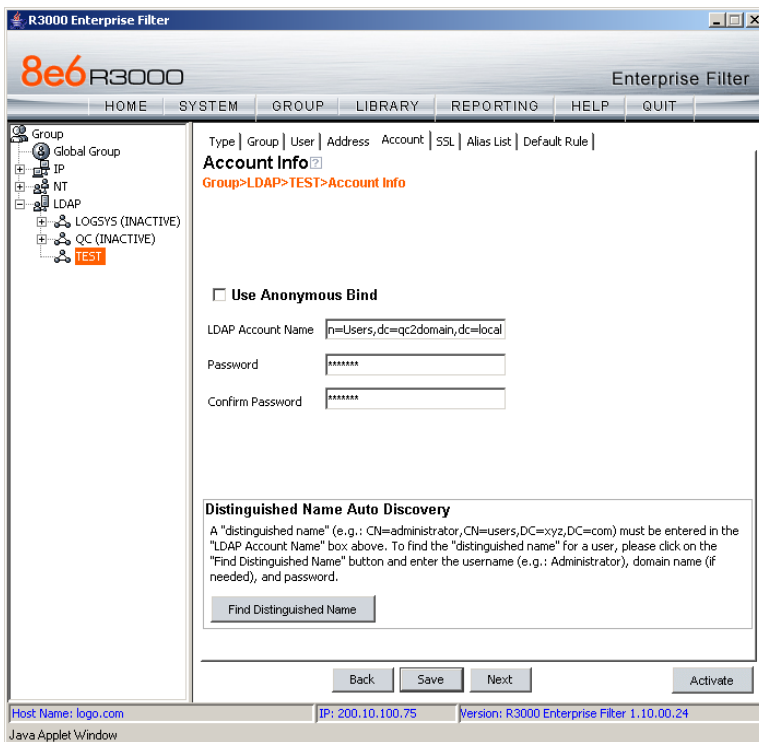 R3000 Enterprise Filter
8e6 R3000
Enterprise Filter
HOME SYSTEM GROUP LIBRARY REPORTING HELP QUIT
Group
Global Group
IP
NT
LDAP
LOGSYS (INACTIVE)
QC (INACTIVE)
TEST
Type | Group | User | Address Account | SSL | Alias List | Default Rule |
Account Info ?
Group>LDAP>TEST>Account Info
Use Anonymous Bind
LDAP Account Name n=Users,dc=qc2domain,dc=local
Password *******
Confirm Password *******
Distinguished Name Auto Discovery
A "distinguished name" (e.g.: CN=administrator,CN=users,DC=xyz,DC=com) must be entered in the
"LDAP Account Name" box above. To find the "distinguished name" for a user, please click on the
"Find Distinguished Name" button and enter the username (e.g.: Administrator), domain name (if
needed), and password.
Find Distinguished Name
Back Save Next Activate
Host Name: logo.com IP: 200.10.100.75 Version: R3000 Enterprise Filter 1.10.00.24
Java Applet Window